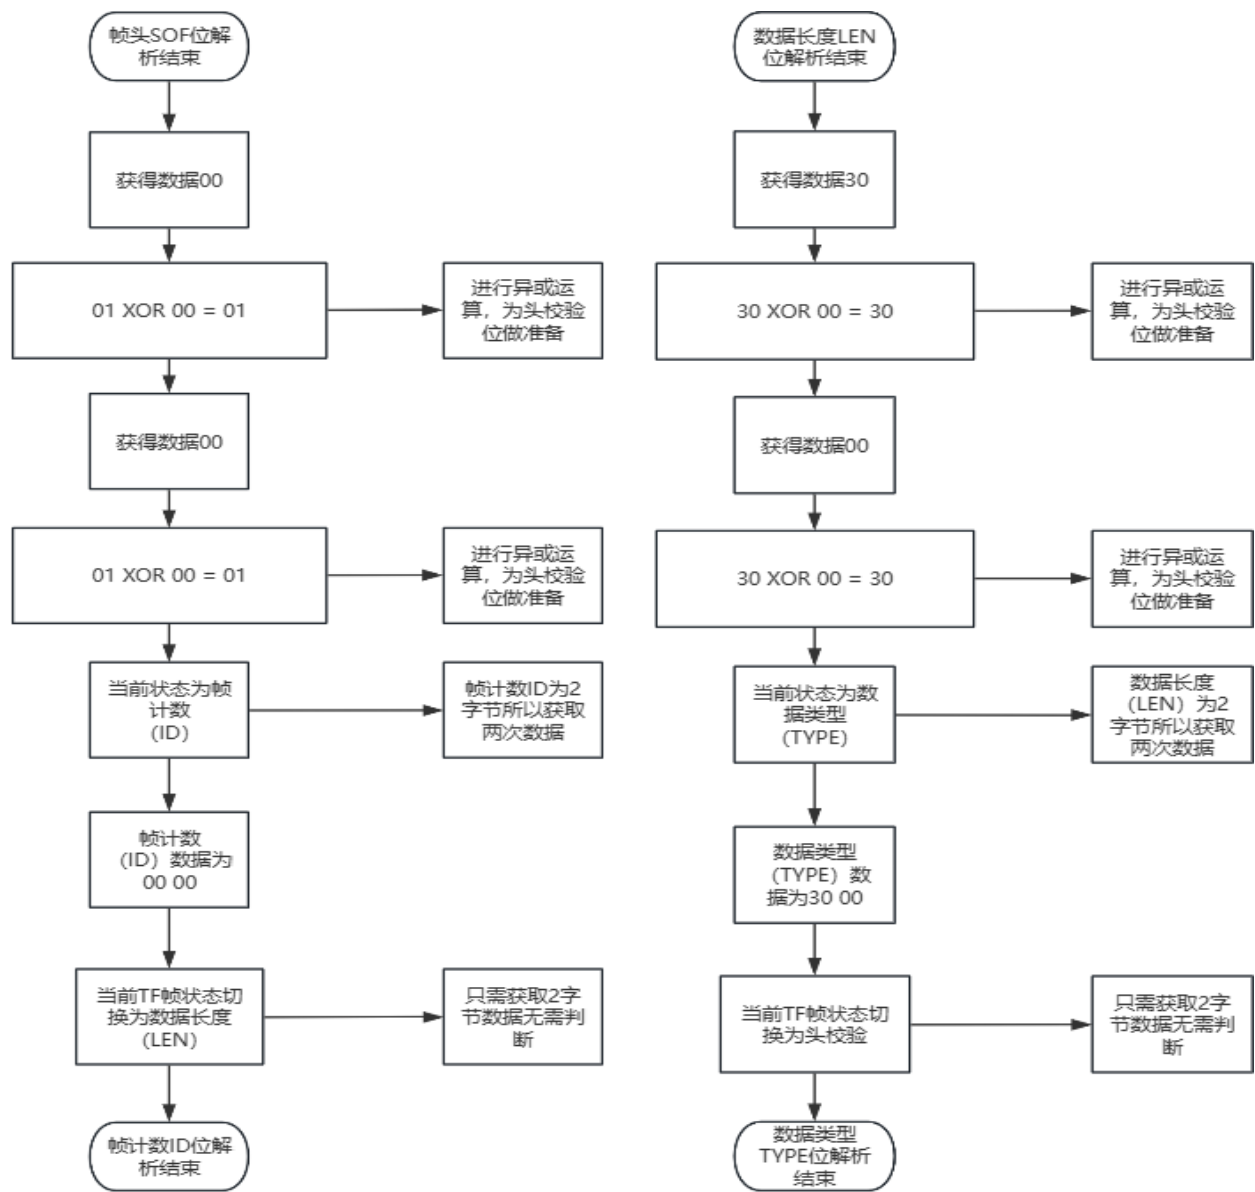 帧头SOF位解
析结束
获得数据00
01 XOR 00 = 01
进行异或运
算，为头校验
位做准备
获得数据00
01 XOR 00 = 01
进行异或运
算，为头校验
位做准备
当前状态为帧
计数
(ID)
帧计数ID为2
字节所以获取
两次数据
帧计数
（ID）数据为
00 00
当前TF帧状态切
换为数据长度
(LEN)
只需获取2字
节数据无需判
断
帧计数ID位解
析结束
数据长度LEN
位解析结束
获得数据30
30 XOR 00 = 30
进行异或运
算，为头校验
位做准备
获得数据00
30 XOR 00 = 30
进行异或运
算，为头校验
位做准备
当前状态为数
据类型
(TYPE)
数据长度
（LEN）为2
字节所以获取
两次数据
数据类型
（TYPE）数
据为30 00
当前TF帧状态切
换为头校验
只需获取2字
节数据无需判
断
数据类型
TYPE位解析
结束